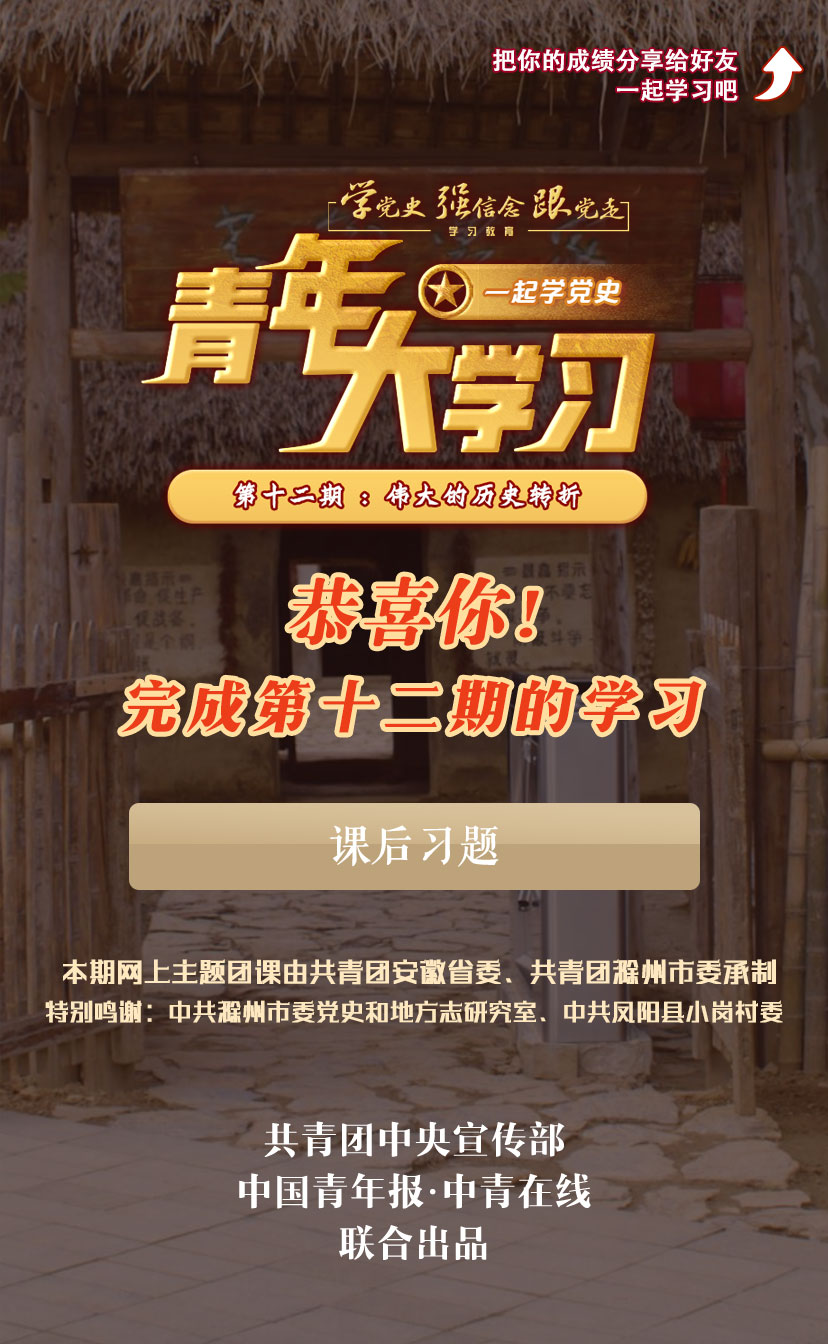 把你的成绩分享给好友
一起学习吧
学党史 强信念 跟党走
学习教育
青年大学习
一起学党史
第十二期：伟大的历史转折
恭喜你！
完成第十二期的学习
课后习题
本期网上主题团课由共青团安徽省委、共青团滁州市委承制
特别鸣谢：中共滁州市委党史和地方志研究室、中共凤阳县小岗村委
共青团中央宣传部
中国青年报·中青在线
联合出品